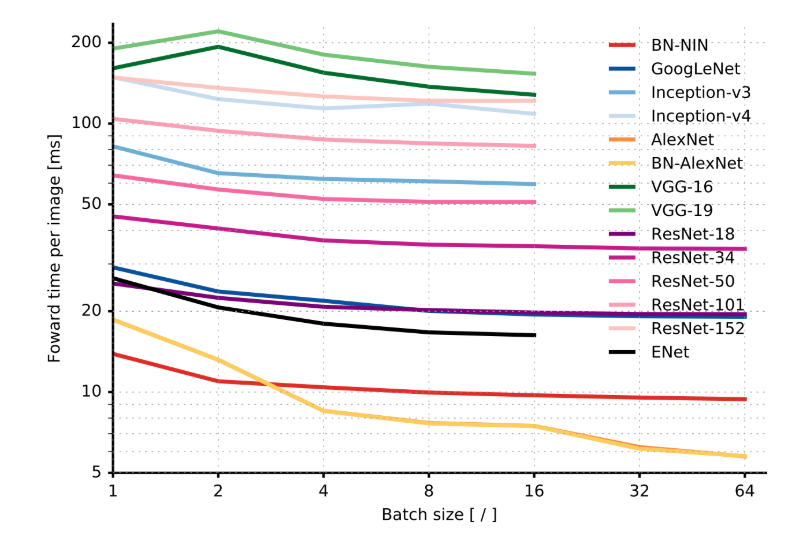 Foward time per image [ms]
200
100
50
20
10
5
1 2 4 8 16 32 64
Batch size [ / ]
BN-NIN
GoogLeNet
Inception-v3
Inception-v4
AlexNet
BN-AlexNet
VGG-16
VGG-19
ResNet-18
ResNet-34
ResNet-50
ResNet-101
ResNet-152
ENet